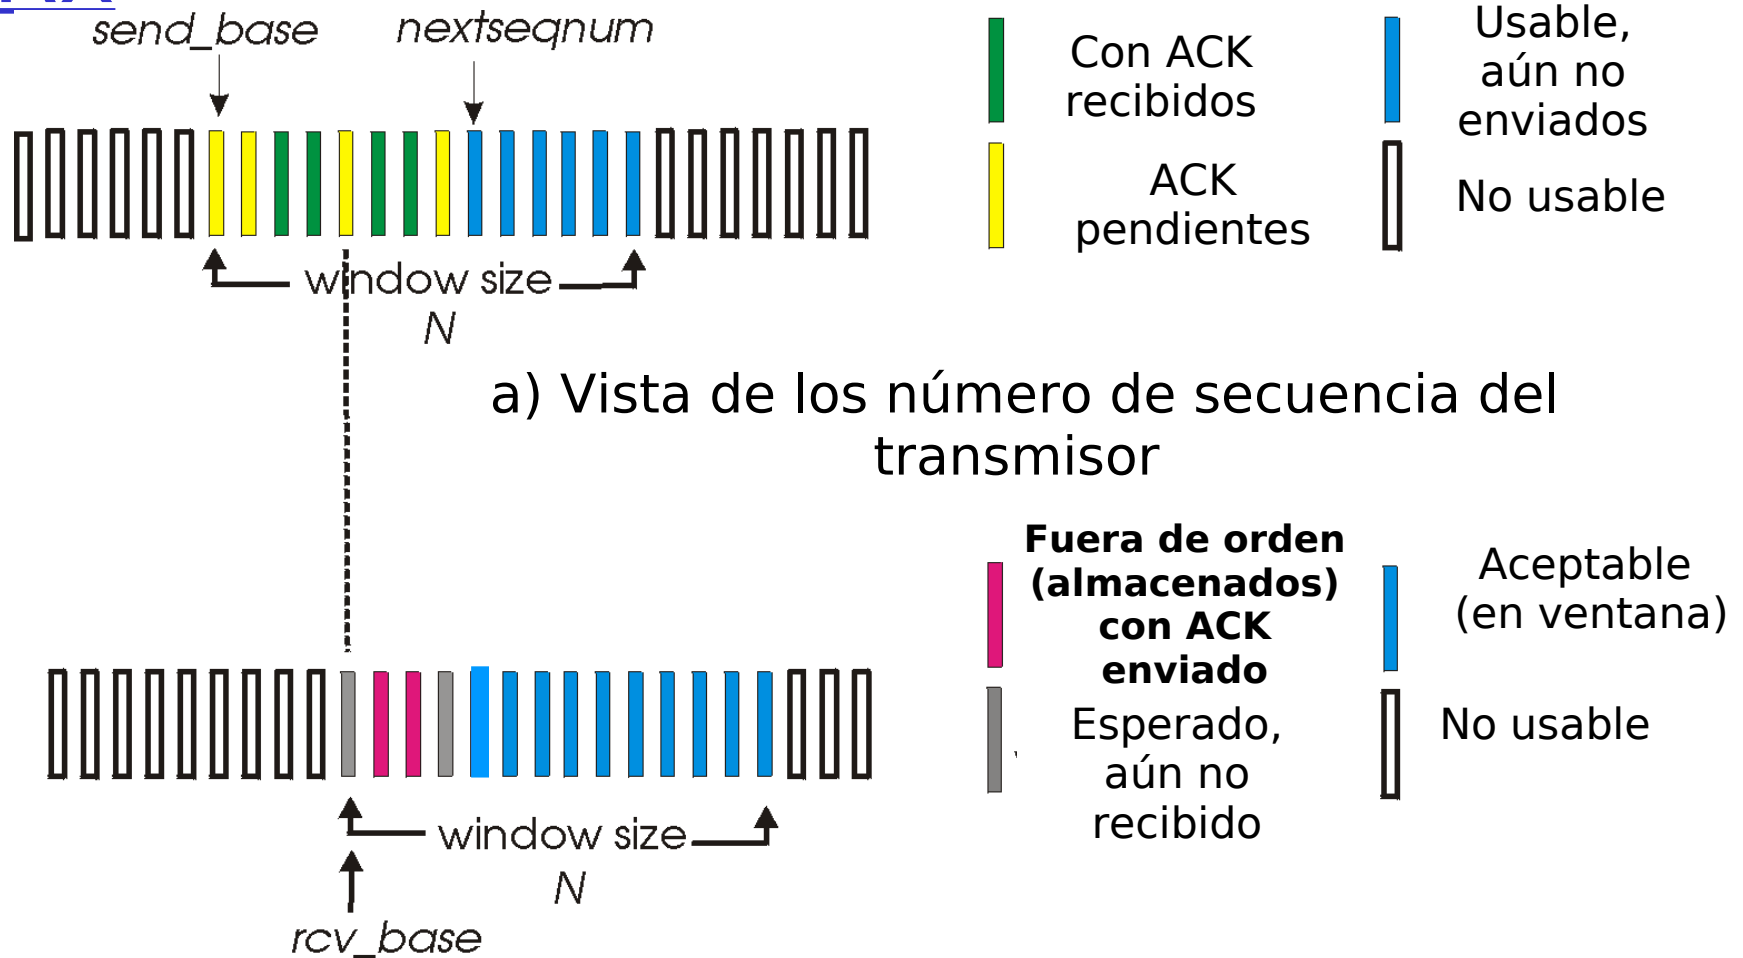 send_base
nextseqnum
window size
N
Con ACK
recibidos
ACK
pendientes
Usable,
aún no
enviados
No usable
a) Vista de los número de secuencia del
transmisor
Fuera de orden
(almacenados)
con ACK
enviado
Esperado,
aún no
recibido
Aceptable
(en ventana)
No usable
window size
N
rcv_base